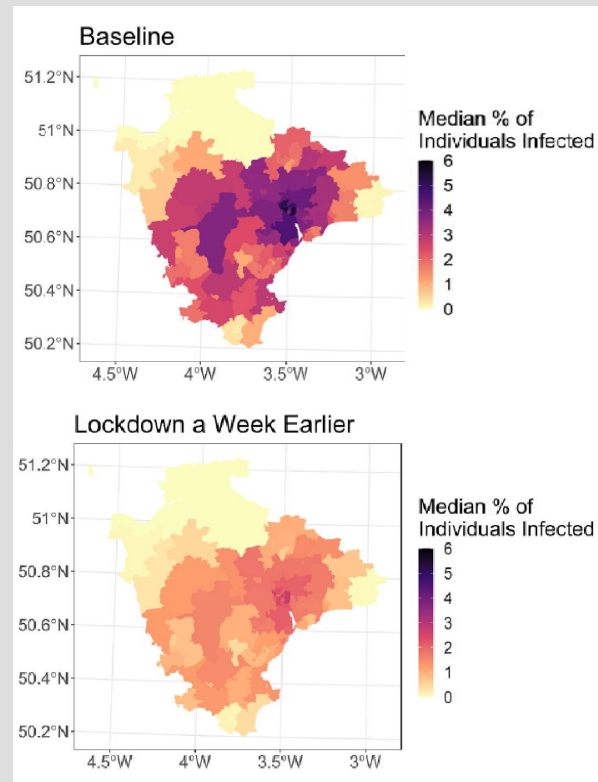 Baseline
51.2°N
51°N
50.8°N
50.6°N
50.4°N
50.2°N
4.5°W 4°W 3.5°W 3°W
Median % of
Individuals Infected
6
5
4
3
2
1
0
Lockdown a Week Earlier
51.2°N
51°N
50.8°N
50.6°N
50.4°N
50.2°N
4.5°W 4°W 3.5°W 3°W
Median % of
Individuals Infected
6
5
4
3
2
1
0